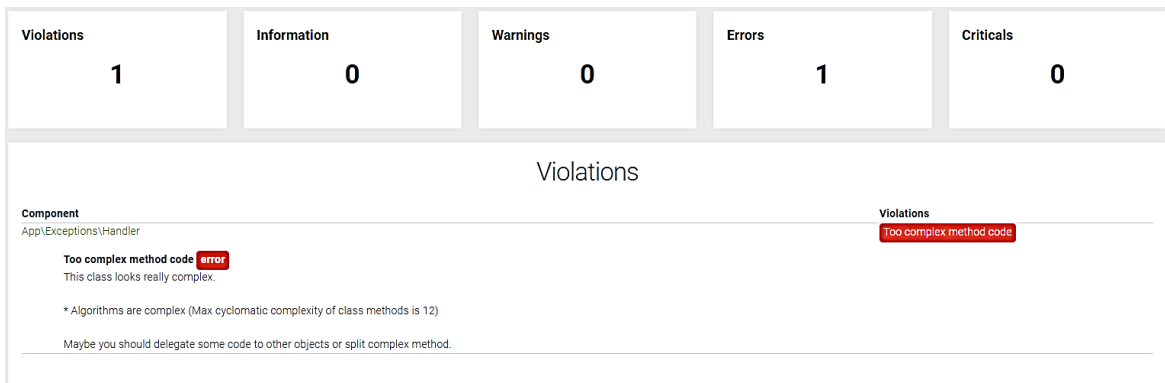 Violations Information Warnings Errors Criticals
1 0 0 1 0
Violations
Component Violations
App\Exceptions\Handler Too complex method code
Too complex method code error
This class looks really complex.
* Algorithms are complex (Max cyclomatic complexity of class methods is 12)
Maybe you should delegate some code to other objects or split complex method.